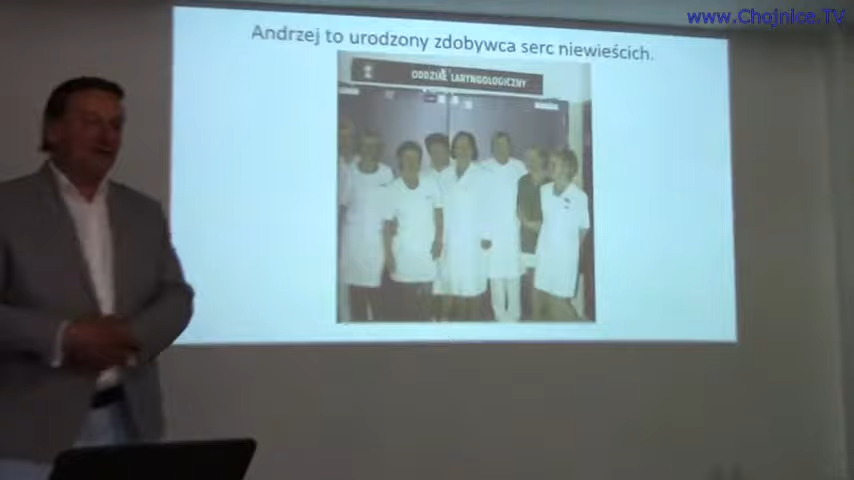 www.Chojnice.TV
Andrzej to urodzony zdobywca serc niewieścich.
ODDZIAŁ LARYNGOLOGICZNY